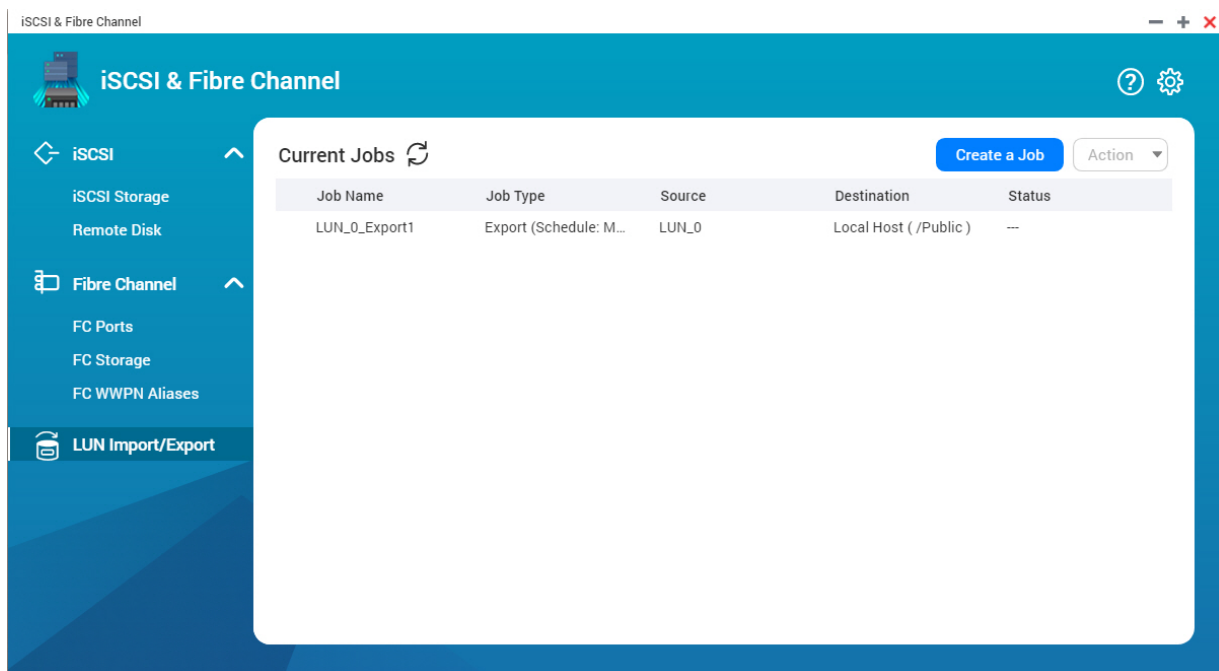 iSCSI & Fibre Channel
iSCSI & Fibre Channel
iSCSI
iSCSI Storage
Remote Disk
Fibre Channel
FC Ports
FC Storage
FC WWPN Aliases
LUN Import/Export
Current Jobs
Create a Job
Action
Job Name Job Type Source Destination Status
LUN_0_Export1 Export (Schedule: M... LUN_0 Local Host ( /Public ) ---